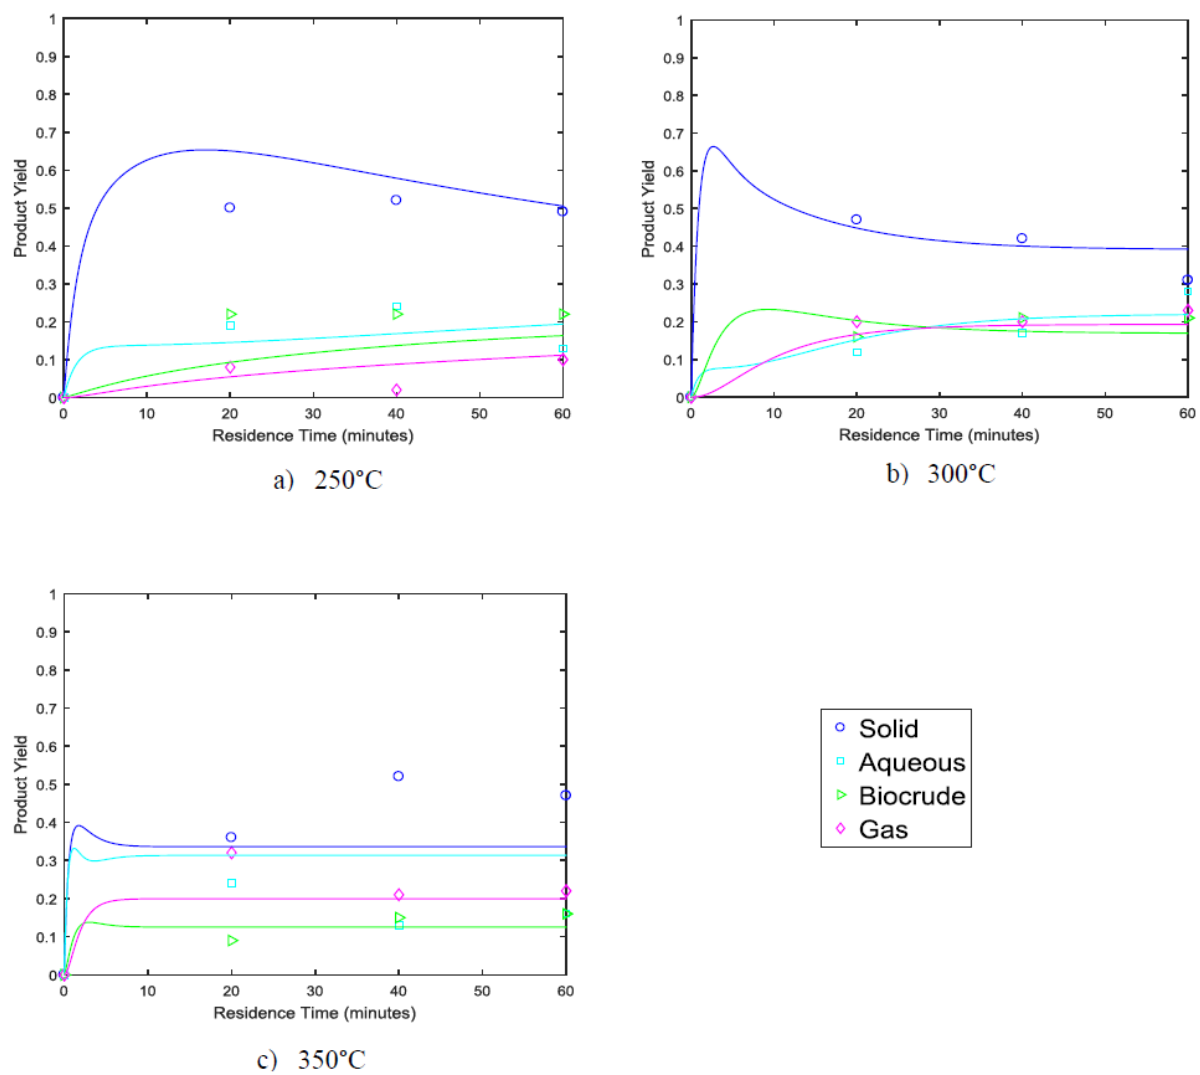 1
0.9
0.8
0.7
0.6
0.5
0.4
0.3
0.2
0.1
0
Product Yield
0 10 20 30 40 50 60
Residence Time (minutes)
a) 250°C
1
0.9
0.8
0.7
0.6
0.5
0.4
0.3
0.2
0.1
0
Product Yield
0 10 20 30 40 50 60
Residence Time (minutes)
b) 300°C
1
0.9
0.8
0.7
0.6
0.5
0.4
0.3
0.2
0.1
0
Product Yield
0 10 20 30 40 50 60
Residence Time (minutes)
c) 350°C
Solid
Aqueous
Biocrude
Gas